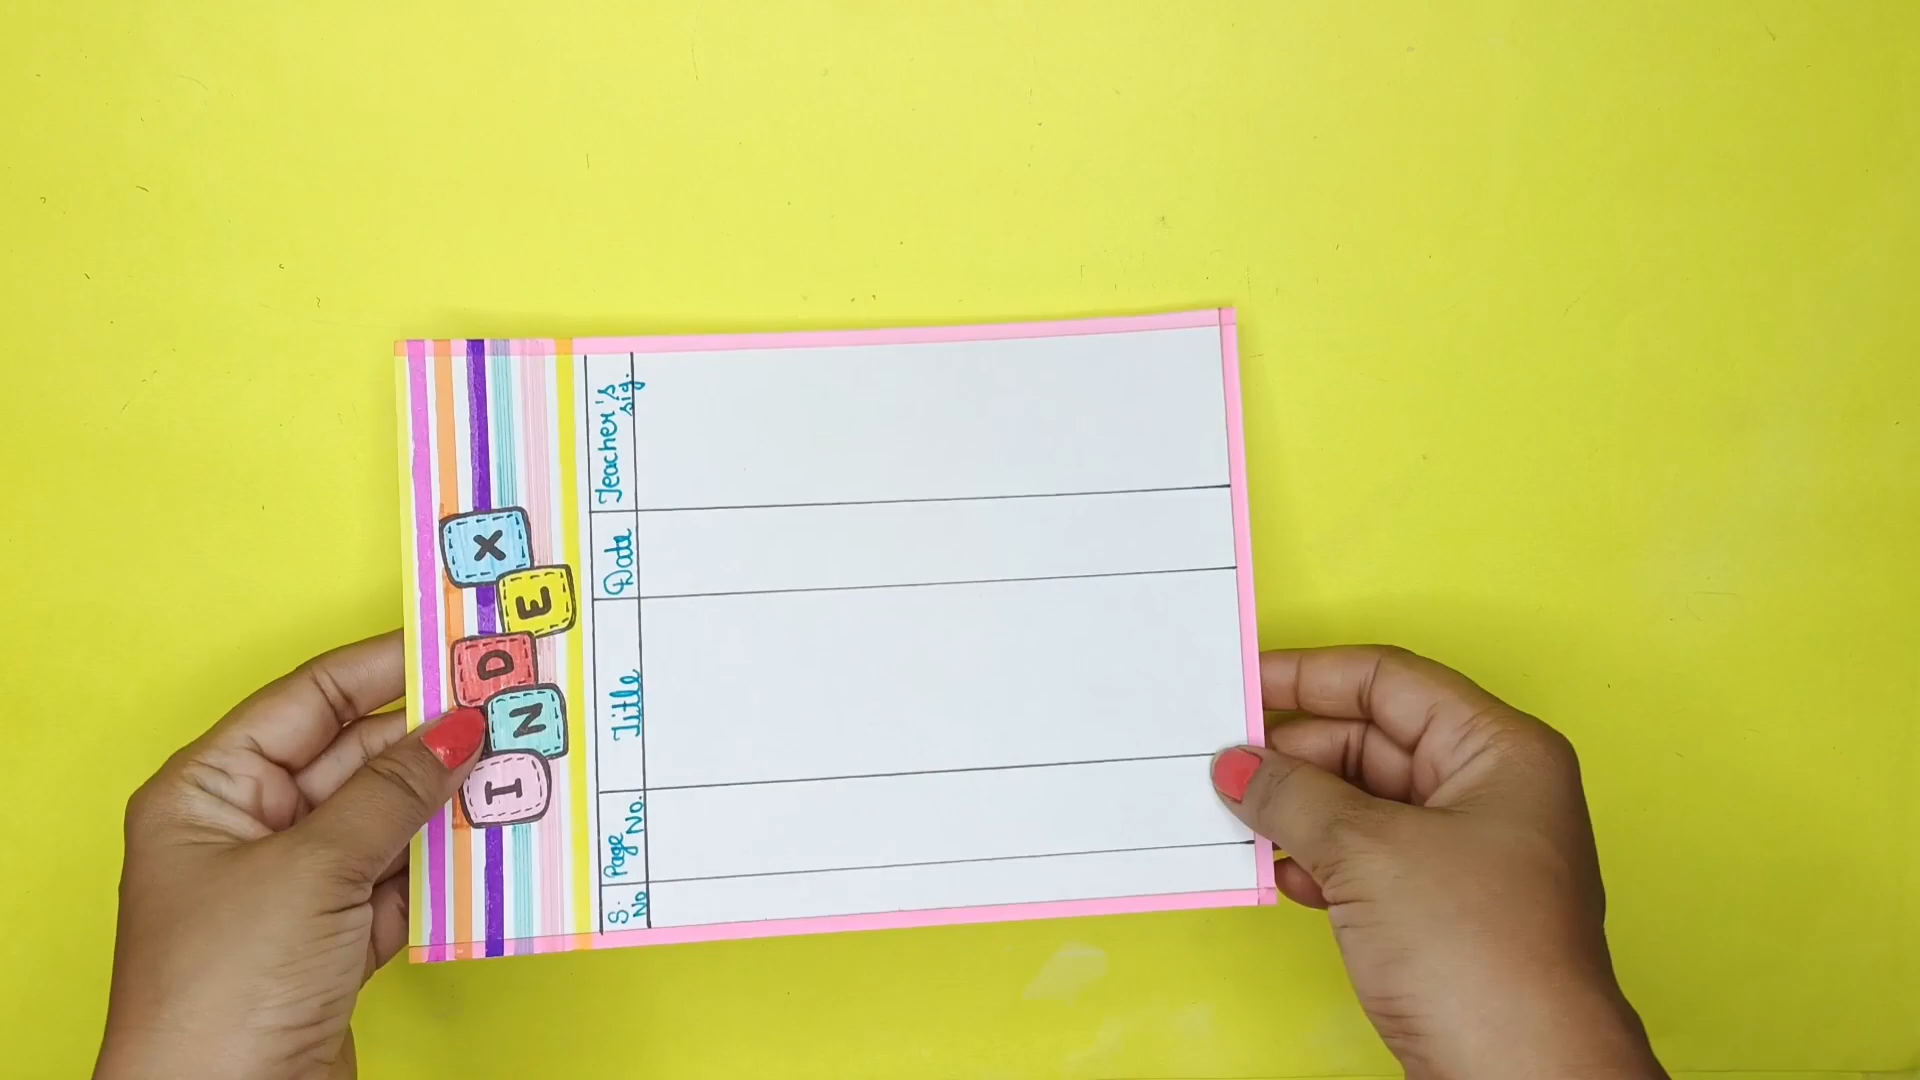 INDEX
S. No
Page No.
Title
Date
Teacher's sig.